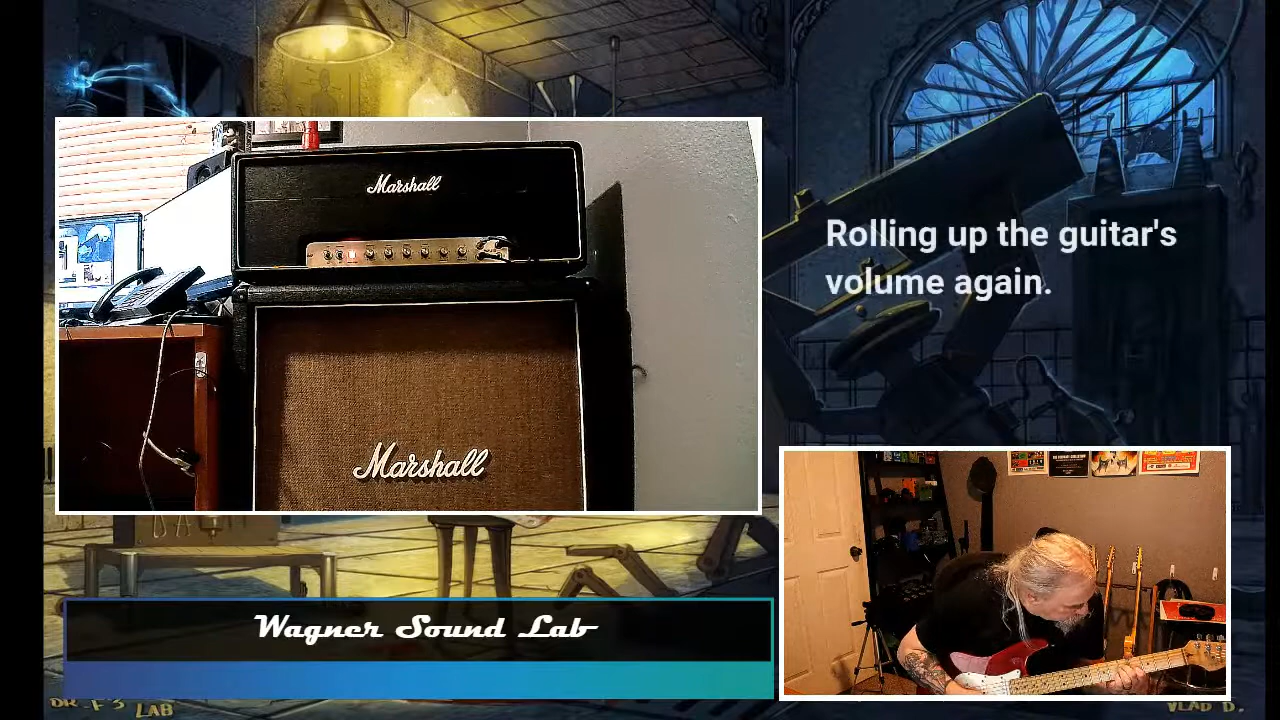 Marshall
Rolling up the guitar's
volume again.
Marshall
Wagner Sound Lab
DR. F'S LAB
VLAD D.